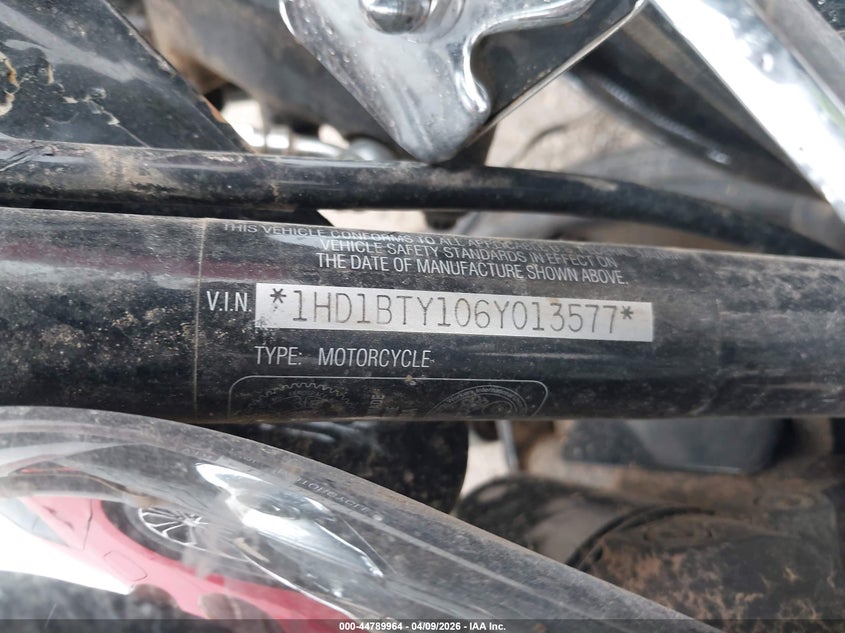 THIS VEHICLE CONFORMS TO ALL APPLICABLE
VEHICLE SAFETY STANDARDS IN EFFECT ON
THE DATE OF MANUFACTURE SHOWN ABOVE.
V.I.N. *1HD1BTY106Y013577*
TYPE: MOTORCYCLE
000-44789964 - 04/09/2026 - IAA Inc.